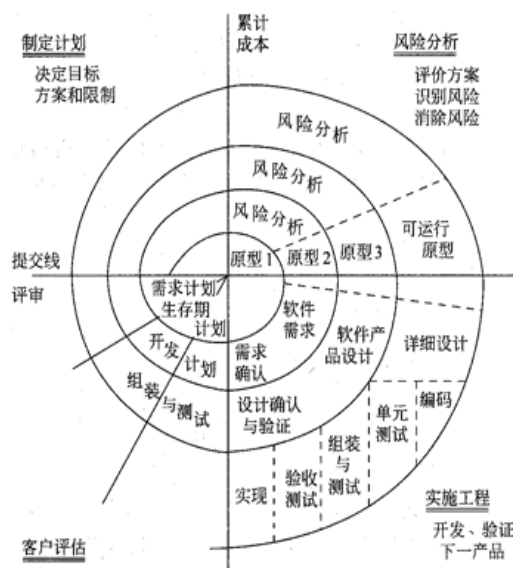 制定计划
决定目标
方案和限制
累计
成本
风险分析
评价方案
识别风险
消除风险
风险分析
风险分析
风险分析
可运行
原型
原型1
原型2
原型3
提交线
评审
需求计划
生存期
计划
开发计划
组装与测试
软件
需求
需求
确认
软件产
品设计
设计确认
与验证
详细设计
编码
单元
测试
组装
与
测试
验收
测试
实现
客户评估
实施工程
开发、验证
下一产品